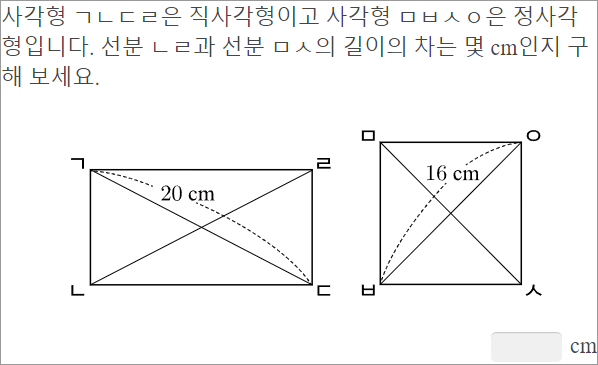 사각형 ㄱㄴㄷㄹ은 직사각형이고 사각형 ㅁㅂㅅㅇ은 정사각
형입니다. 선분 ㄴㄹ과 선분 ㅁㅅ의 길이의 차는 몇 cm인지 구
해 보세요.
ㅁ ㅇ
ㄱ ㄹ
16 cm
20 cm
ㄴ ㄷ ㅂ ㅅ
cm